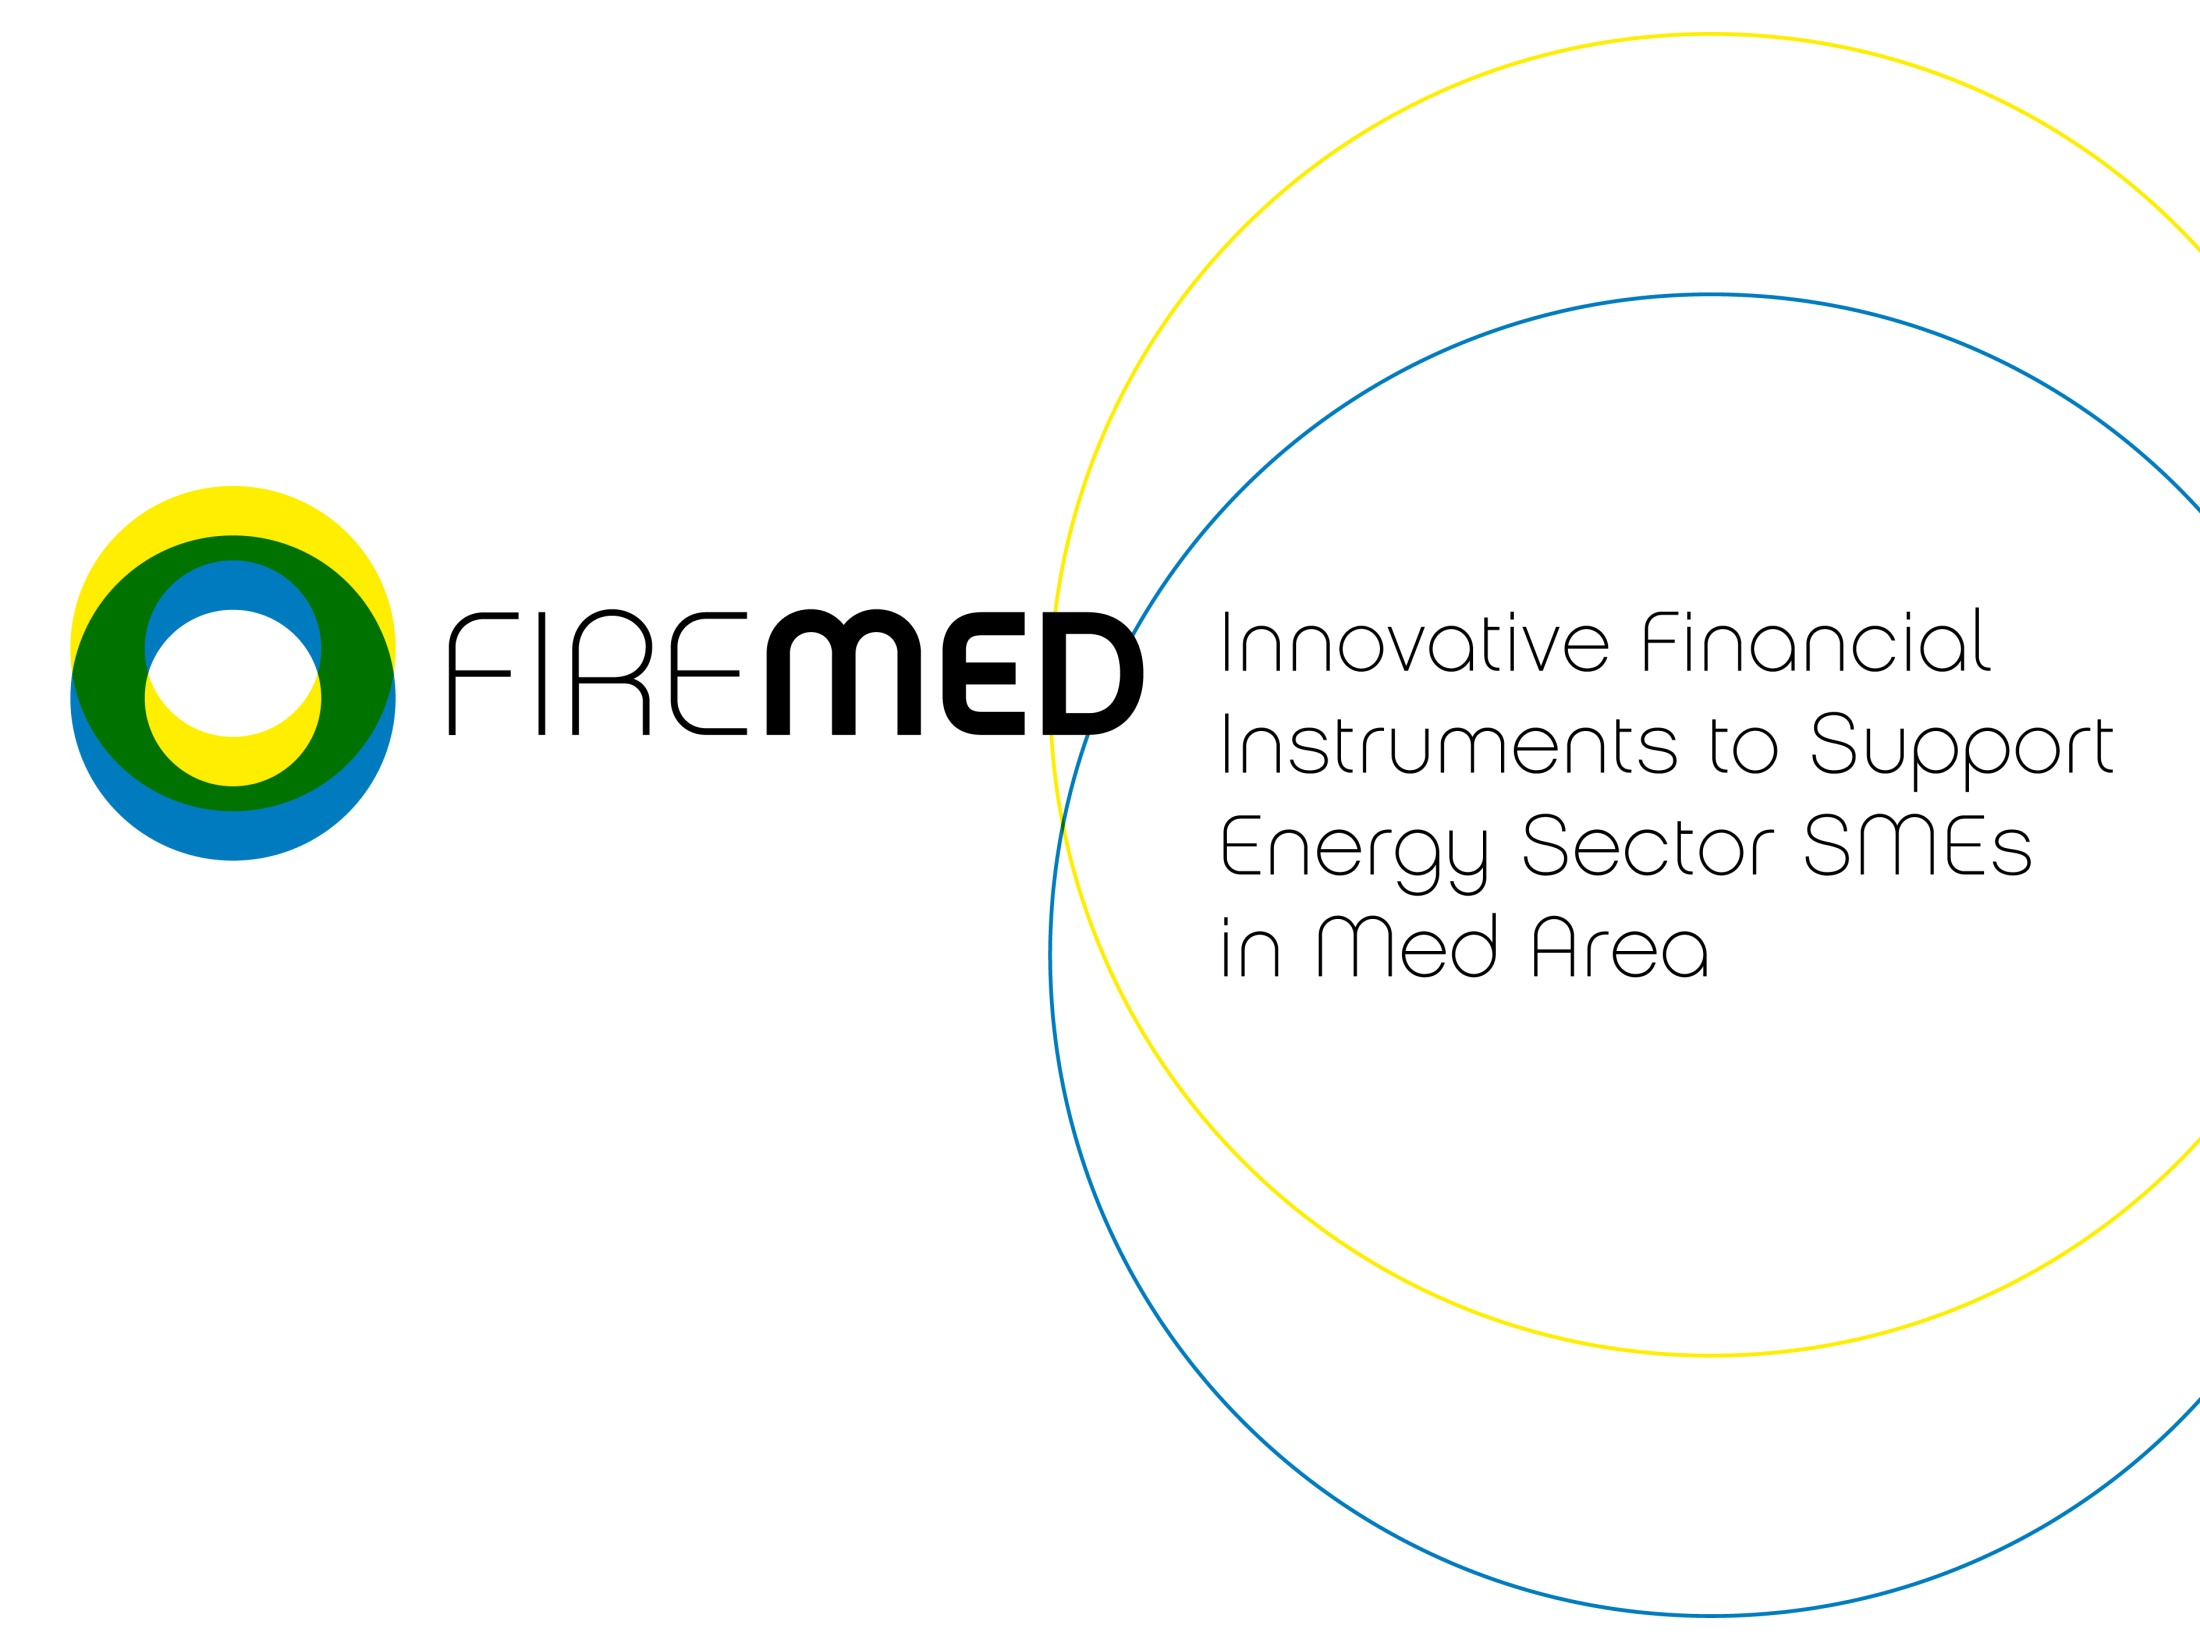 FIREMED
Innovative Financial
Instruments to Support
Energy Sector SMEs
in Med Area